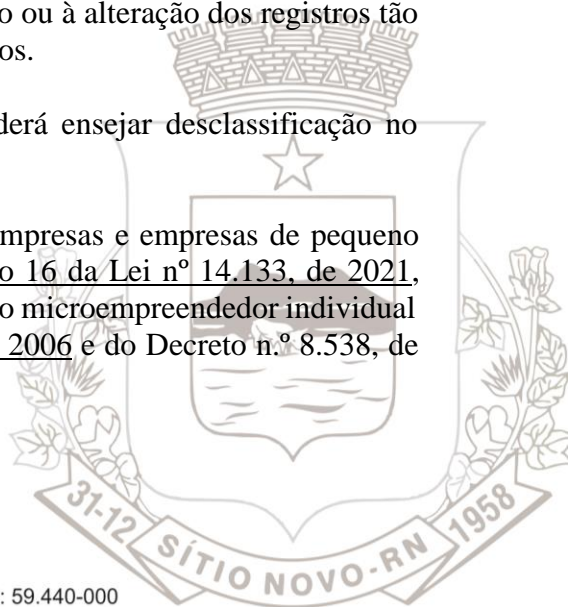 o ou à alteração dos registros tão
os.
derá ensejar desclassificação no
empresas e empresas de pequeno
o 16 da Lei nº 14.133, de 2021,
o microempreendedor individual
2006 e do Decreto n.º 8.538, de
31-12 SÍTIO NOVO-RN 1958
: 59.440-000